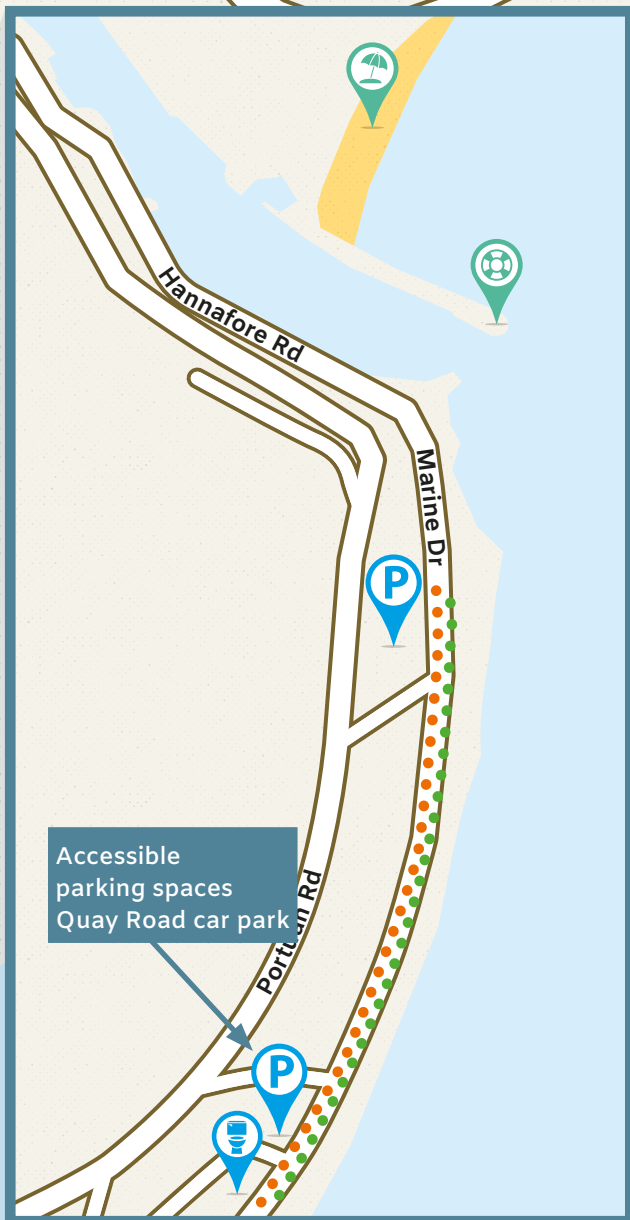 Hannafore Rd
Marine Dr
P
Accessible
parking spaces
Quay Road car park
Portuan Rd
P